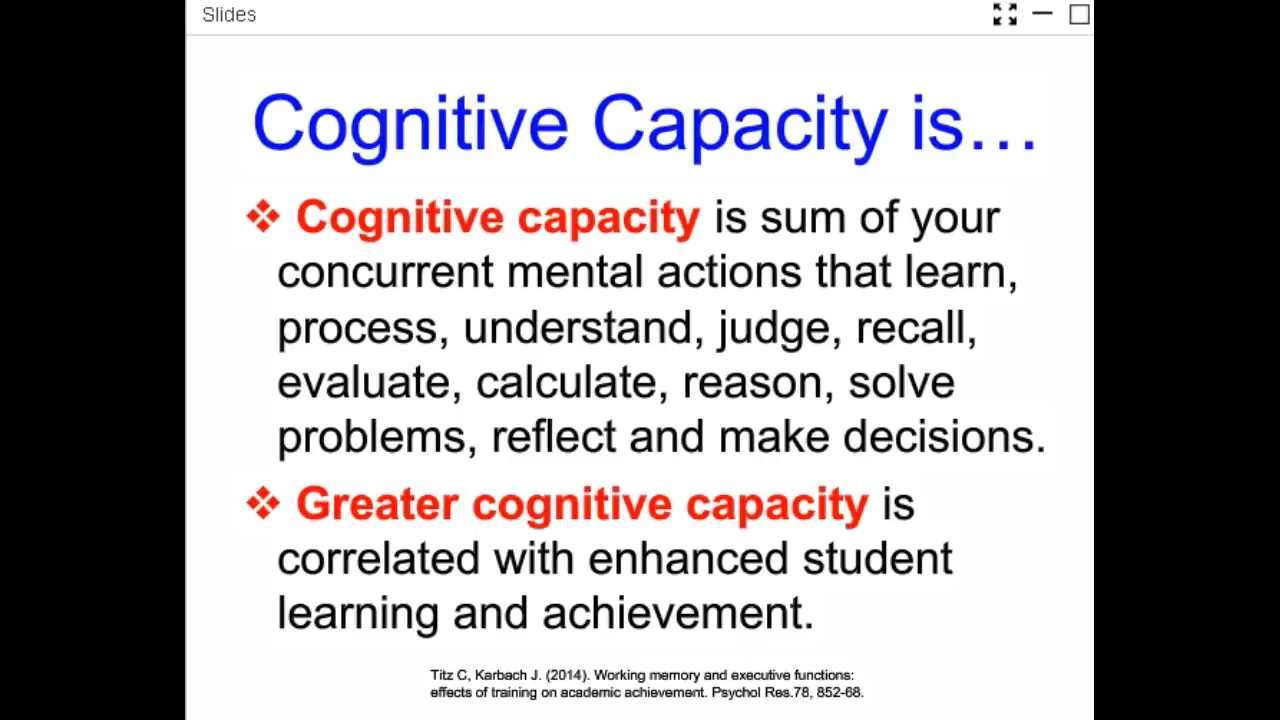 Slides
Cognitive Capacity is…
❖ Cognitive capacity is sum of your
concurrent mental actions that learn,
process, understand, judge, recall,
evaluate, calculate, reason, solve
problems, reflect and make decisions.
❖ Greater cognitive capacity is
correlated with enhanced student
learning and achievement.
Titz C, Karbach J. (2014). Working memory and executive functions:
effects of training on academic achievement. Psychol Res.78, 852-68.